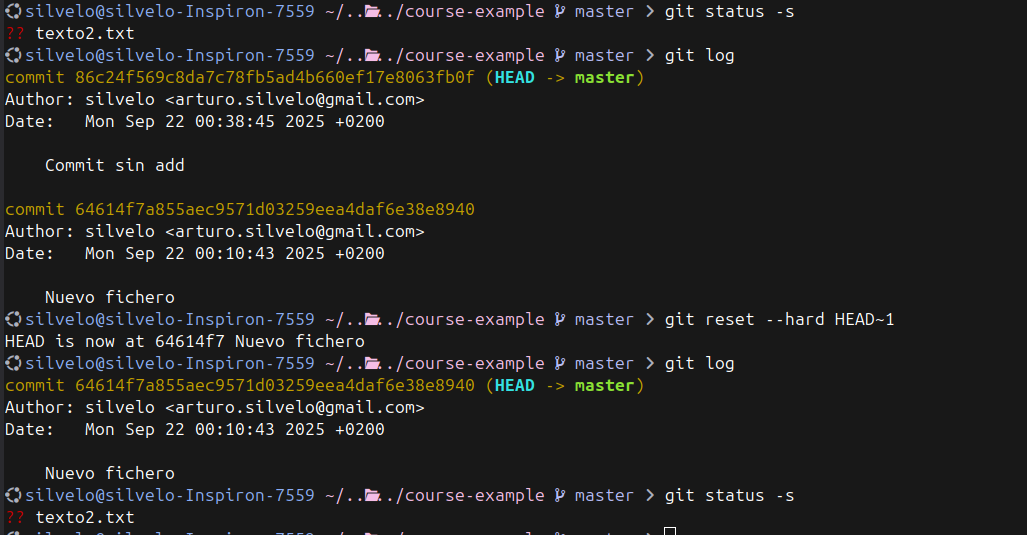 silvelo@silvelo-Inspiron-7559 ~/../course-example master > git status -s
?? texto2.txt
silvelo@silvelo-Inspiron-7559 ~/../course-example master > git log
commit 86c24f569c8da7c78fb5ad4b660ef17e8063fb0f (HEAD -> master)
Author: silvelo <arturo.silvelo@gmail.com>
Date:   Mon Sep 22 00:38:45 2025 +0200
    Commit sin add
commit 64614f7a855aec9571d03259eea4daf6e38e8940
Author: silvelo <arturo.silvelo@gmail.com>
Date:   Mon Sep 22 00:10:43 2025 +0200
    Nuevo fichero
silvelo@silvelo-Inspiron-7559 ~/../course-example master > git reset --hard HEAD~1
HEAD is now at 64614f7 Nuevo fichero
silvelo@silvelo-Inspiron-7559 ~/../course-example master > git log
commit 64614f7a855aec9571d03259eea4daf6e38e8940 (HEAD -> master)
Author: silvelo <arturo.silvelo@gmail.com>
Date:   Mon Sep 22 00:10:43 2025 +0200
    Nuevo fichero
silvelo@silvelo-Inspiron-7559 ~/../course-example master > git status -s
?? texto2.txt